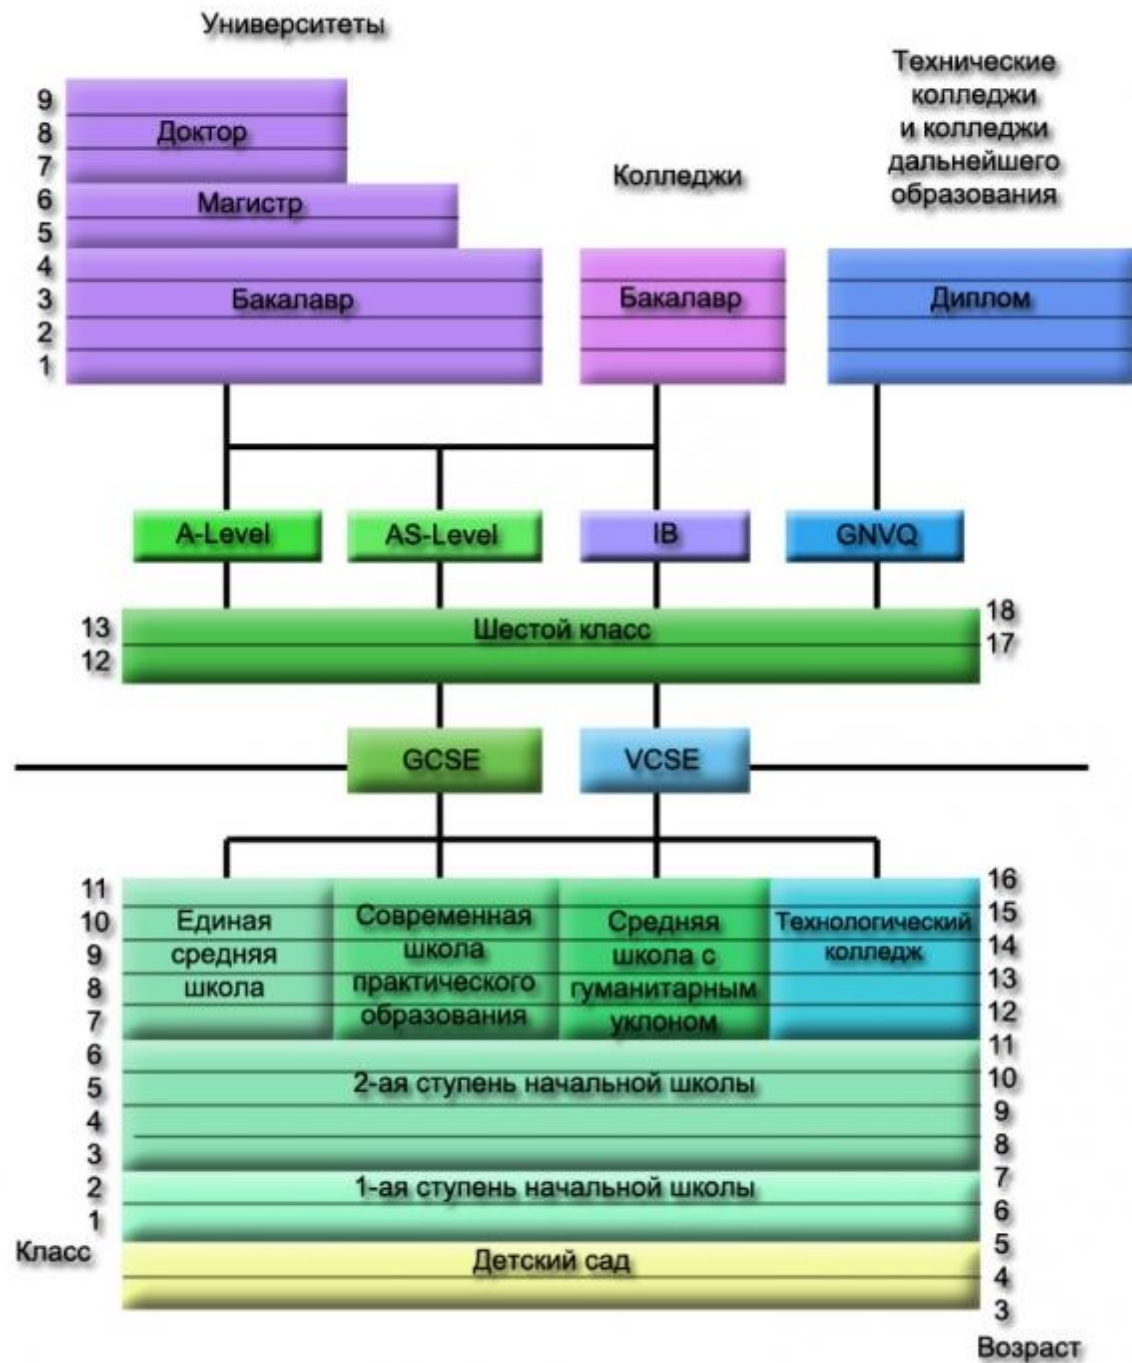 Университеты
Технические
колледжи
и колледжи
дальнейшего
образования
Колледжи
9
8
7
6
5
4
3
2
1
Доктор
Магистр
Бакалавр
Бакалавр
Диплом
A-Level
AS-Level
IB
GNVQ
13
12
Шестой класс
18
17
GCSE
VCSE
11
10
9
8
7
6
5
4
3
2
1
Класс
Единая
средняя
школа
Современная
школа
практического
образования
Средняя
школа с
гуманитарным
уклоном
Технологический
колледж
2-ая ступень начальной школы
1-ая ступень начальной школы
Детский сад
16
15
14
13
12
11
10
9
8
7
6
5
4
3
Возраст